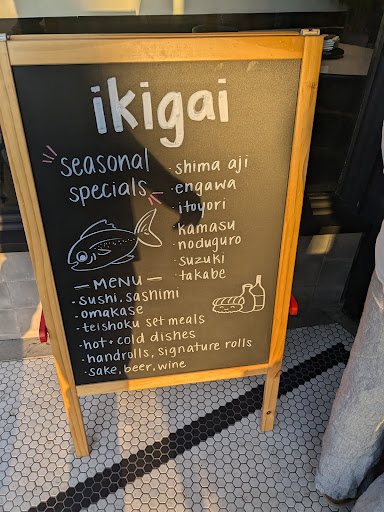 ikigai
seasonal
specials
· shima aji
· engawa
· itoyori
· kamasu
· noduguro
· suzuki
· takabe
— MENU —
· sushi, sashimi
· omakase
· teishoku set meals
· hot + cold dishes
· handrolls, signature rolls
· sake, beer, wine